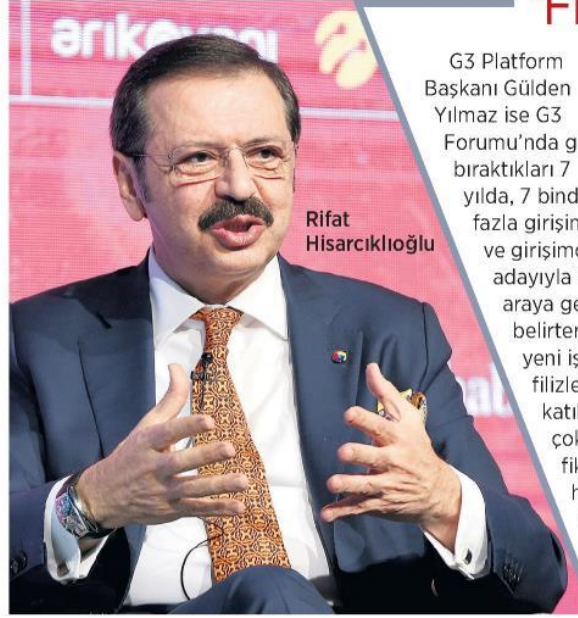 arıkovanı
Rifat
Hisarcıklıoğlu
G3 Platform
Başkanı Gülden
Yılmaz ise G3
Forumu'nda g
bıraktıkları 7
yılda, 7 bind
fazla girişim
ve girişimc
adayıyla
araya ge
belirten
yeni iş
filizle
katıl
çok
fik
h